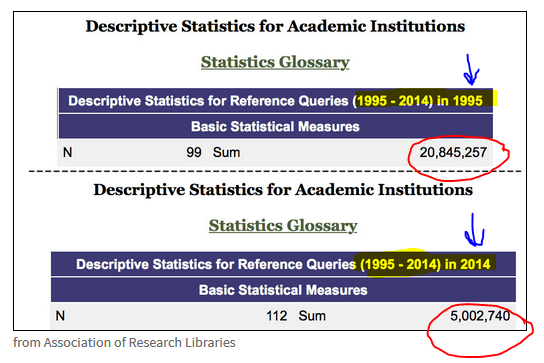 Descriptive Statistics for Academic Institutions
Statistics Glossary
Descriptive Statistics for Reference Queries (1995 - 2014) in 1995
Basic Statistical Measures
N 99 Sum 20,845,257
Descriptive Statistics for Academic Institutions
Statistics Glossary
Descriptive Statistics for Reference Queries (1995 - 2014) in 2014
Basic Statistical Measures
N 112 Sum 5,002,740
from Association of Research Libraries